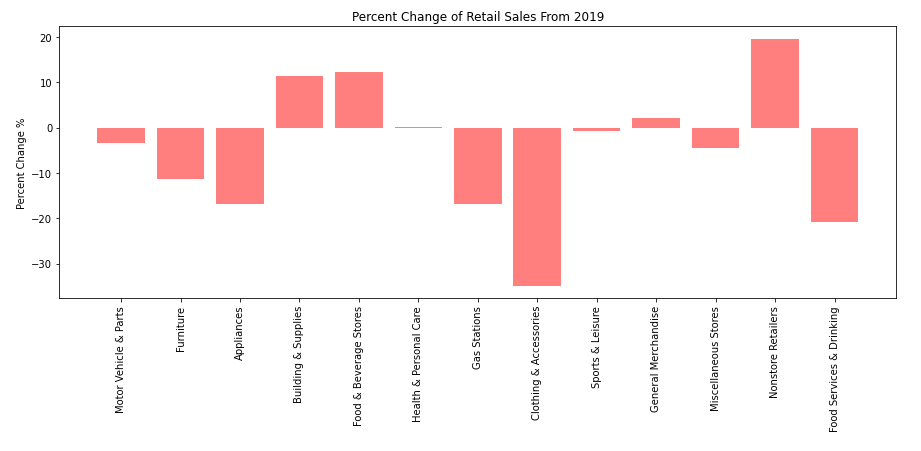 Percent Change of Retail Sales From 2019
Percent Change %
20
10
0
−10
−20
−30
Motor Vehicle & Parts
Furniture
Appliances
Building & Supplies
Food & Beverage Stores
Health & Personal Care
Gas Stations
Clothing & Accessories
Sports & Leisure
General Merchandise
Miscellaneous Stores
Nonstore Retailers
Food Services & Drinking